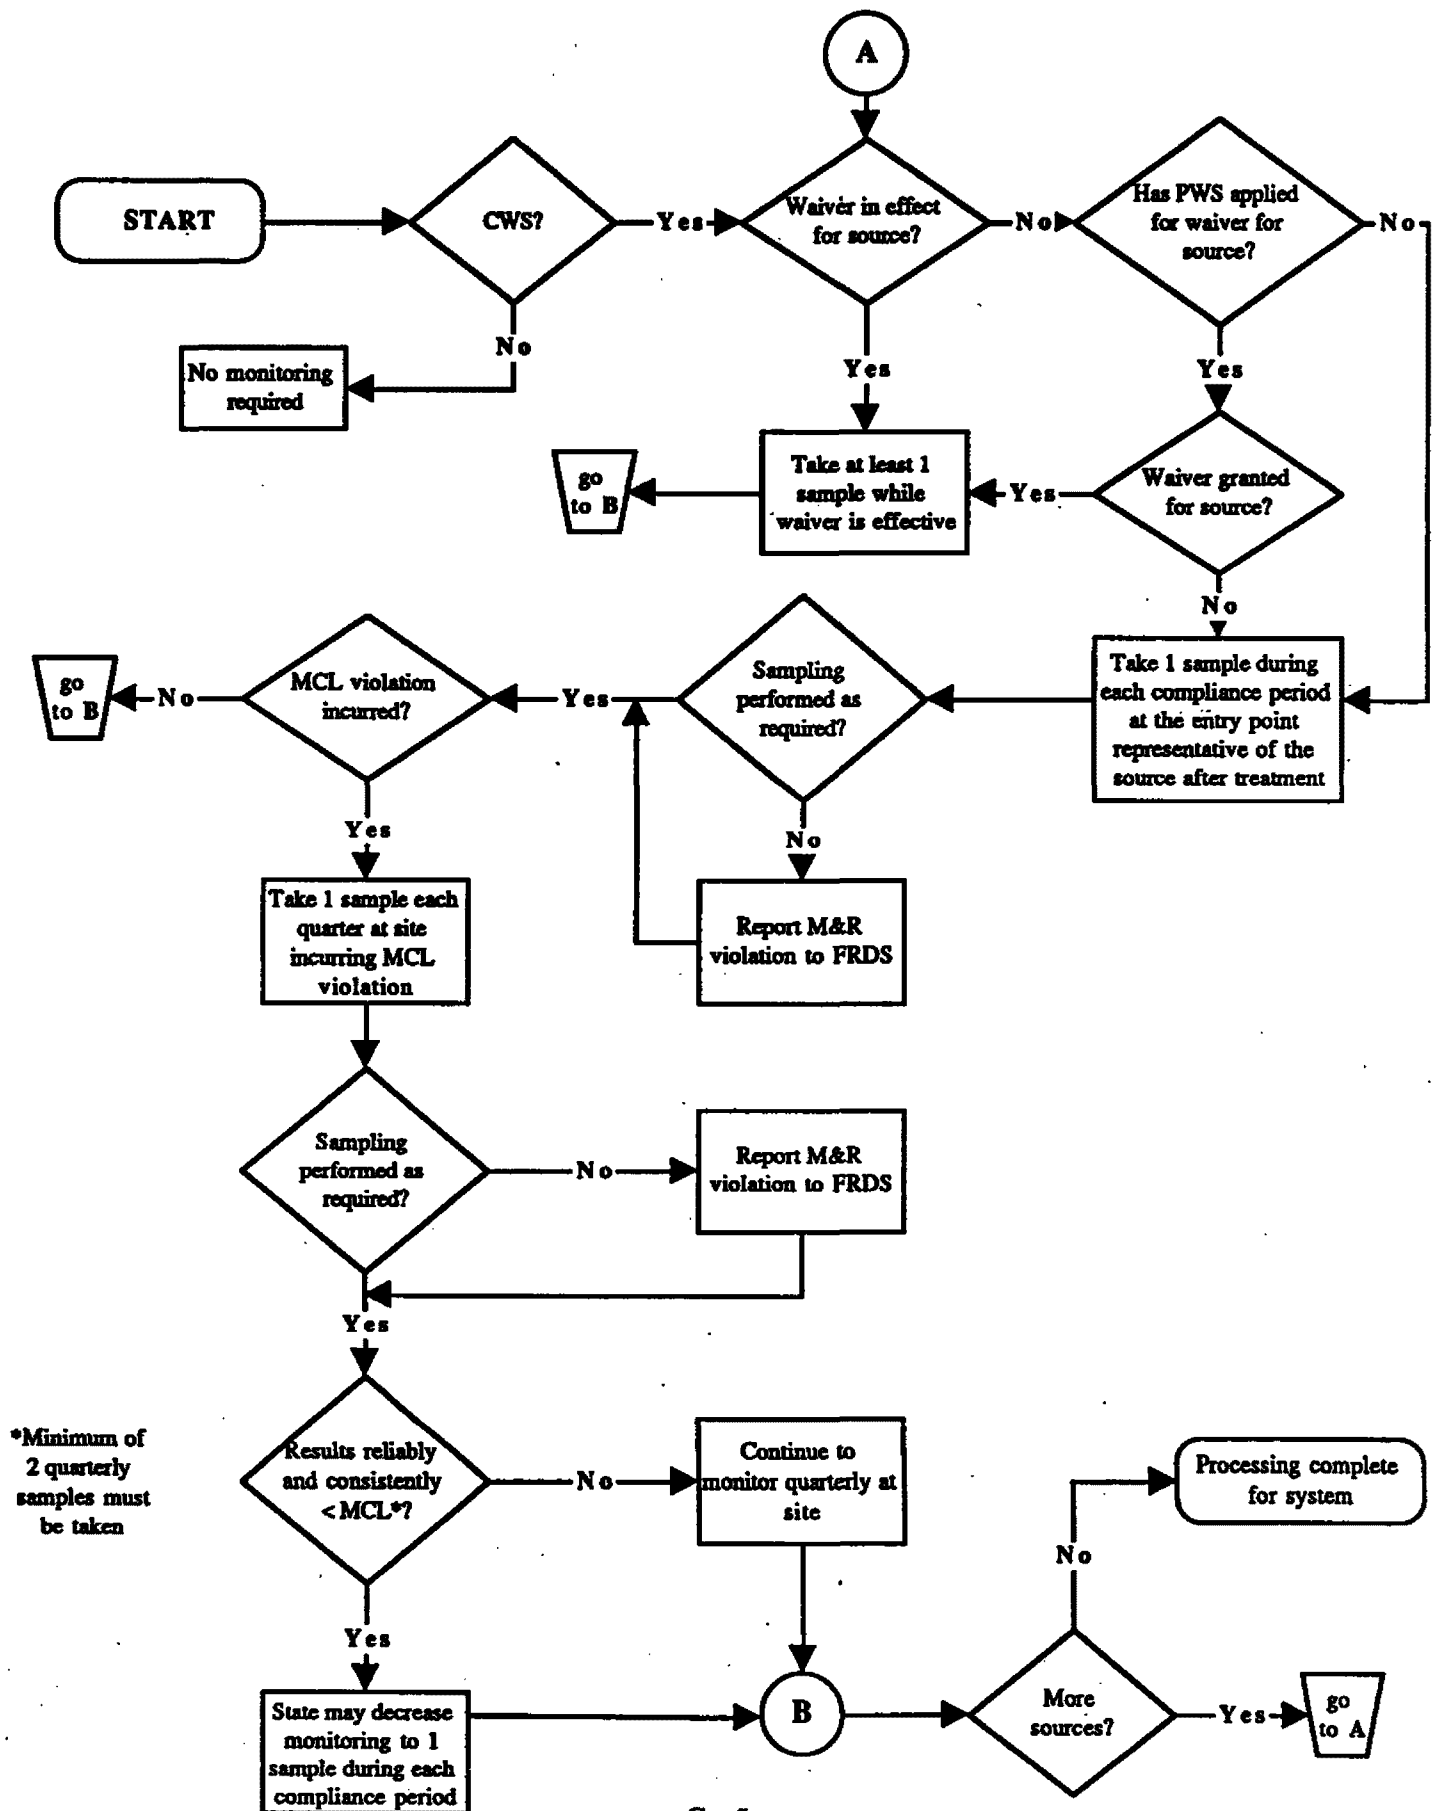 A
START
CWS?
Yes
Waiver in effect
for source?
No
Has PWS applied
for waiver for
source?
No
No
No monitoring
required
Yes
Yes
go
to B
Take at least 1
sample while
waiver is effective
Yes
Waiver granted
for source?
No
go
to B
No
MCL violation
incurred?
Yes
Sampling
performed as
required?
Take 1 sample during
each compliance period
at the entry point
representative of the
source after treatment
Yes
No
Take 1 sample each
quarter at site
incurring MCL
violation
Report M&R
violation to FRDS
Sampling
performed as
required?
No
Report M&R
violation to FRDS
Yes
*Minimum of
2 quarterly
samples must
be taken
Results reliably
and consistently
< MCL*?
No
Continue to
monitor quarterly at
site
Processing complete
for system
No
Yes
State may decrease
monitoring to 1
sample during each
compliance period
B
More
sources?
Yes
go
to A